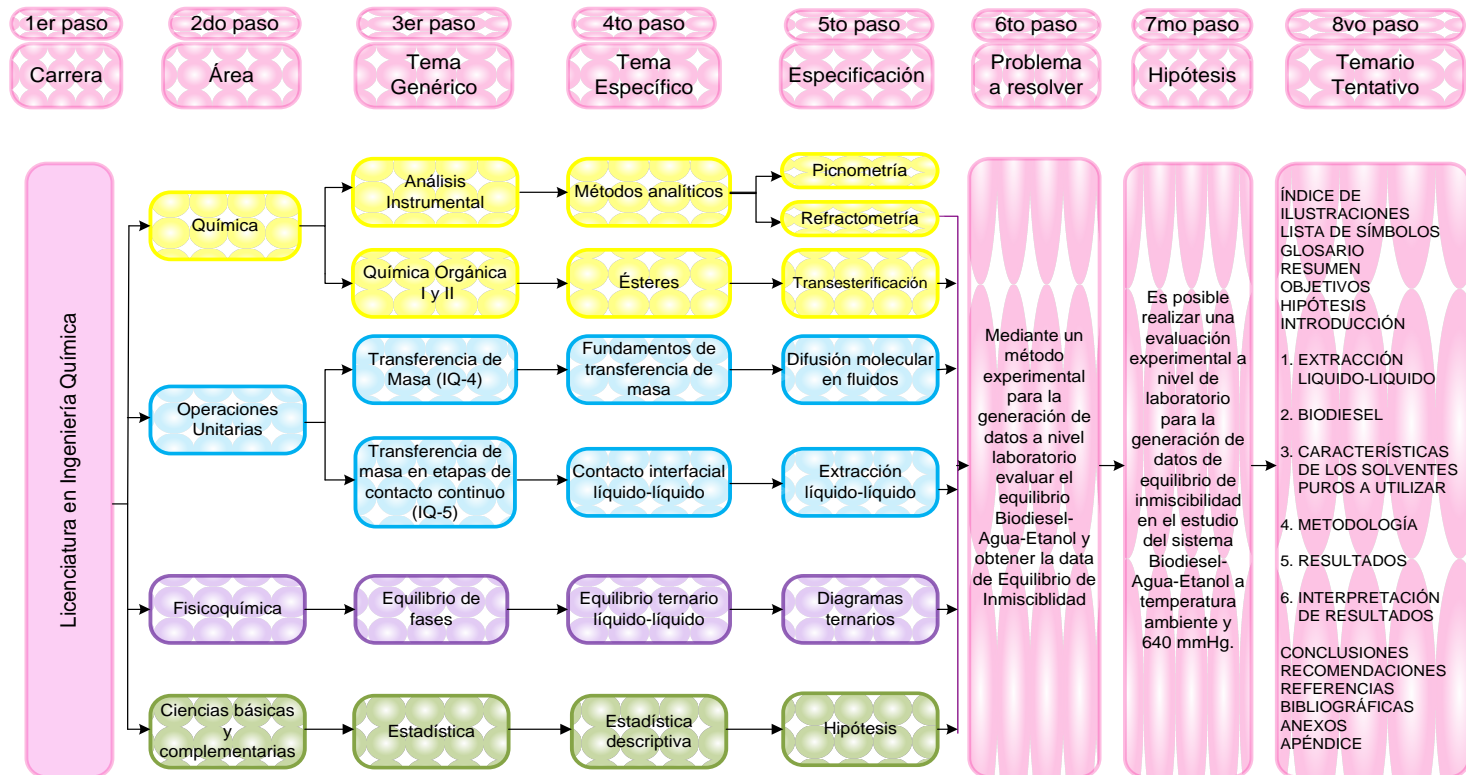 1er paso
2do paso
3er paso
4to paso
5to paso
6to paso
7mo paso
8vo paso
Carrera
Área
Tema
Genérico
Tema
Específico
Especificación
Problema
a resolver
Hipótesis
Temario
Tentativo
Licenciatura en Ingeniería Química
Química
Análisis
Instrumental
Métodos analíticos
Picnometría
Refractometría
Química Orgánica
I y II
Ésteres
Transesterificación
Operaciones
Unitarias
Transferencia de
Masa (IQ-4)
Fundamentos de
transferencia de
masa
Difusión molecular
en fluidos
Transferencia de
masa en etapas de
contacto continuo
(IQ-5)
Contacto interfacial
líquido-líquido
Extracción
líquido-líquido
Fisicoquímica
Equilibrio de
fases
Equilibrio ternario
líquido-líquido
Diagramas
ternarios
Ciencias básicas
y
complementarias
Estadística
Estadística
descriptiva
Hipótesis
Mediante un
método
experimental
para la
generación de
datos a nivel
laboratorio
evaluar el
equilibrio
Biodiesel-
Agua-Etanol y
obtener la data
de Equilibrio de
Inmisciblidad
Es posible
realizar una
evaluación
experimental a
nivel de
laboratorio
para la
generación de
datos de
equilibrio de
inmiscibilidad
en el estudio
del sistema
Biodiesel-
Agua-Etanol a
temperatura
ambiente y
640 mmHg.
ÍNDICE DE
ILUSTRACIONES
LISTA DE SÍMBOLOS
GLOSARIO
RESUMEN
OBJETIVOS
HIPÓTESIS
INTRODUCCIÓN
1. EXTRACCIÓN
LIQUIDO-LIQUIDO
2. BIODIESEL
3. CARACTERÍSTICAS
DE LOS SOLVENTES
PUROS A UTILIZAR
4. METODOLOGÍA
5. RESULTADOS
6. INTERPRETACIÓN
DE RESULTADOS
CONCLUSIONES
RECOMENDACIONES
REFERENCIAS
BIBLIOGRÁFICAS
ANEXOS
APÉNDICE